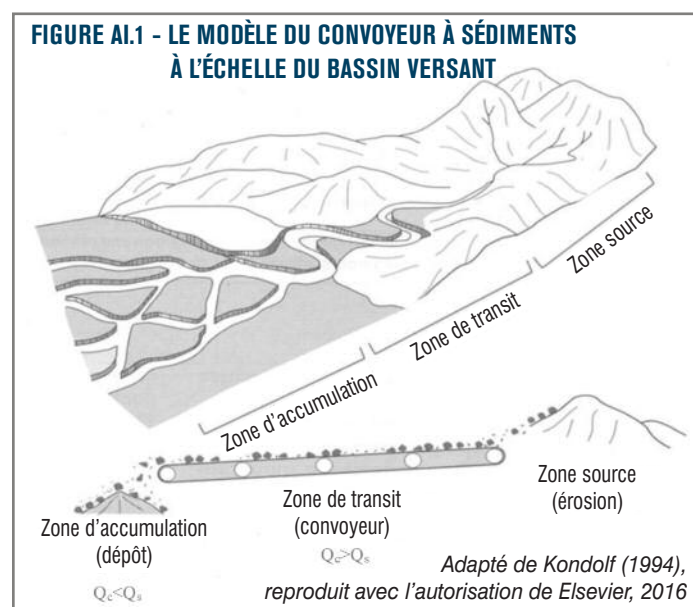 FIGURE AI.1 - LE MODÈLE DU CONVOYEUR À SÉDIMENTS
À L'ÉCHELLE DU BASSIN VERSANT
Zone source
Zone de transit
Zone d'accumulation
Zone source
(érosion)
Zone de transit
(convoyeur)
Zone d'accumulation
(dépôt)
Qc>Qs
Qc<Qs
Adapté de Kondolf (1994),
reproduit avec l'autorisation de Elsevier, 2016